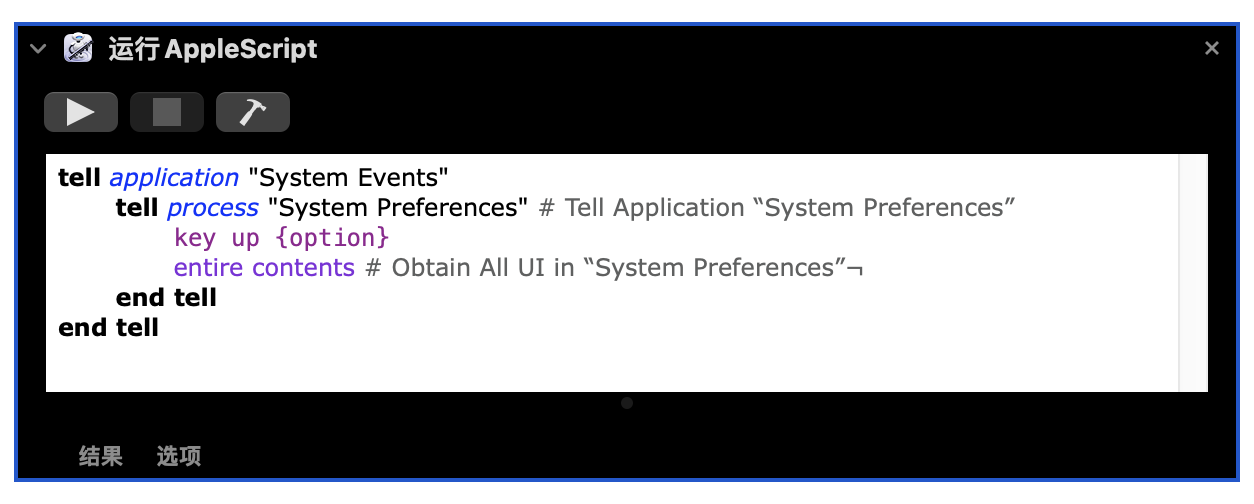 运行 AppleScript
tell application "System Events"
tell process "System Preferences" # Tell Application “System Preferences”
key up {option}
entire contents # Obtain All UI in “System Preferences”¬
end tell
end tell
结果 选项